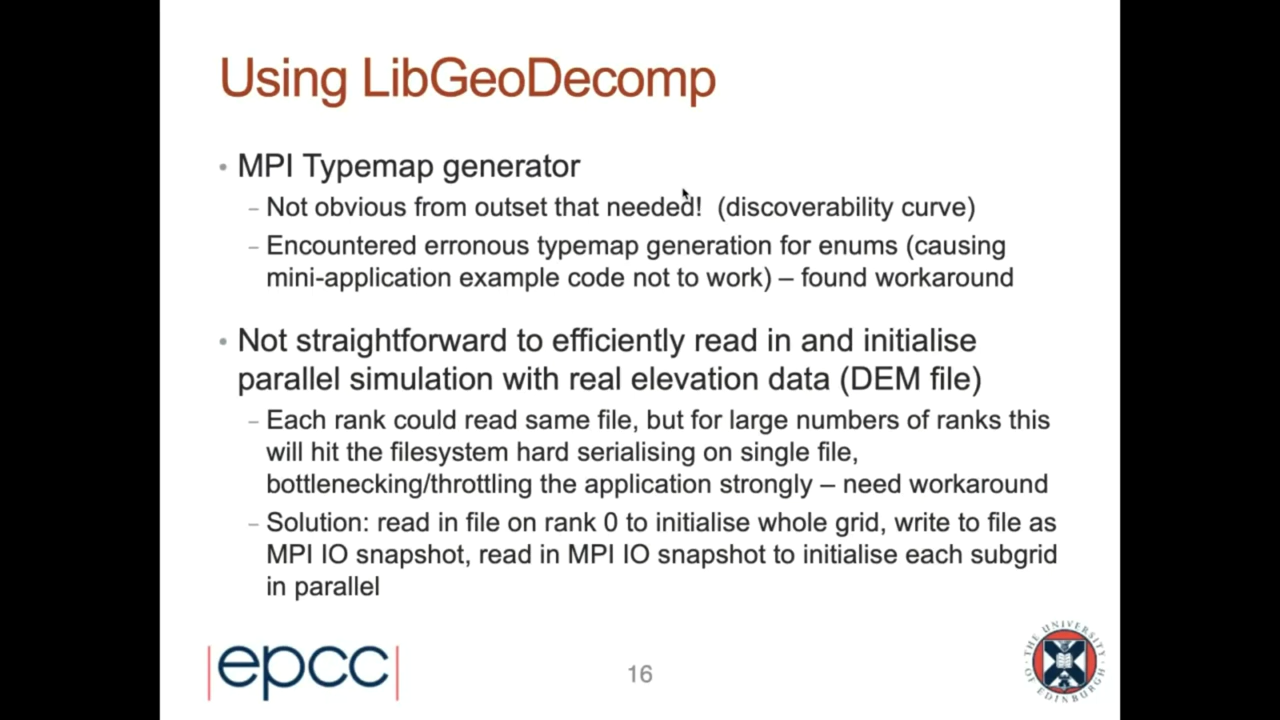 Using LibGeoDecomp
• MPI Typemap generator
– Not obvious from outset that needed! (discoverability curve)
– Encountered erronous typemap generation for enums (causing
mini-application example code not to work) – found workaround
• Not straightforward to efficiently read in and initialise
parallel simulation with real elevation data (DEM file)
– Each rank could read same file, but for large numbers of ranks this
will hit the filesystem hard serialising on single file,
bottlenecking/throttling the application strongly – need workaround
– Solution: read in file on rank 0 to initialise whole grid, write to file as
MPI IO snapshot, read in MPI IO snapshot to initialise each subgrid
in parallel
|epcc|
16
THE UNIVERSITY
OF EDINBURGH